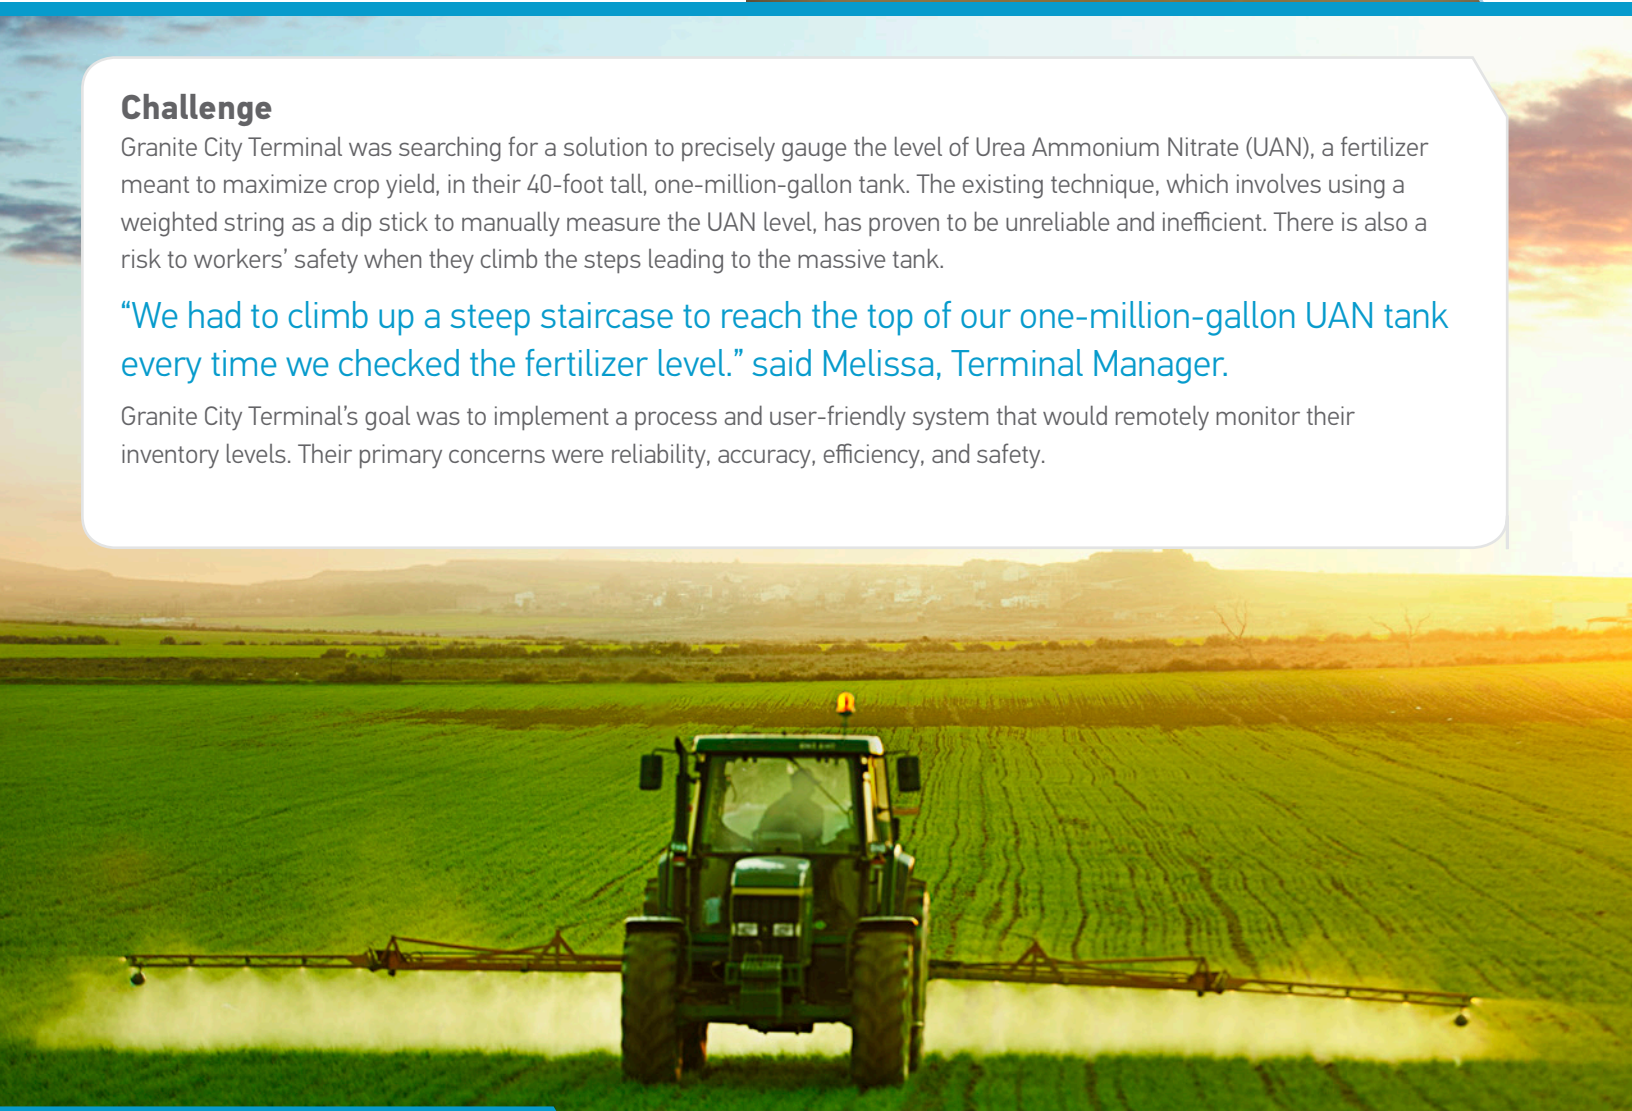 Challenge
Granite City Terminal was searching for a solution to precisely gauge the level of Urea Ammonium Nitrate (UAN), a fertilizer
meant to maximize crop yield, in their 40-foot tall, one-million-gallon tank. The existing technique, which involves using a
weighted string as a dip stick to manually measure the UAN level, has proven to be unreliable and inefficient. There is also a
risk to workers’ safety when they climb the steps leading to the massive tank.
“We had to climb up a steep staircase to reach the top of our one-million-gallon UAN tank
every time we checked the fertilizer level.” said Melissa, Terminal Manager.
Granite City Terminal’s goal was to implement a process and user-friendly system that would remotely monitor their
inventory levels. Their primary concerns were reliability, accuracy, efficiency, and safety.